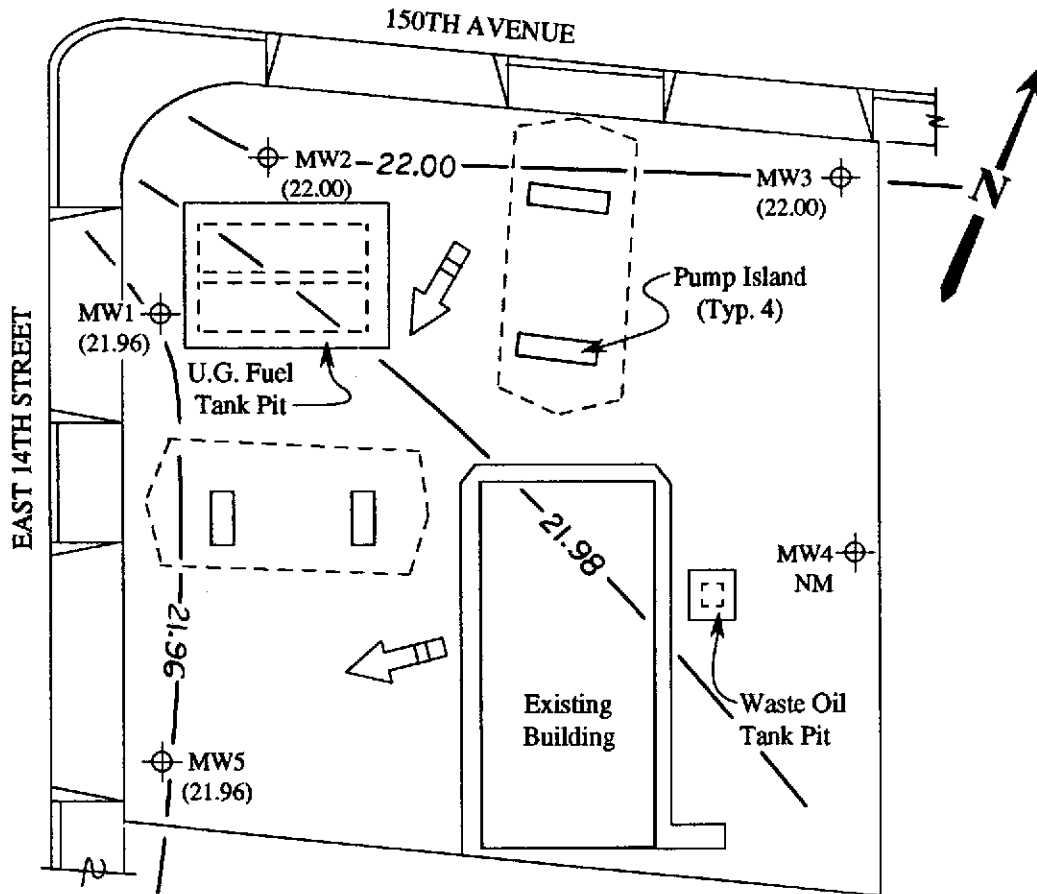 150TH AVENUE
MW2
(22.00)
22.00
MW3
(22.00)
N
MW1
(21.96)
Pump Island
(Typ. 4)
U.G. Fuel
Tank Pit
EAST 14TH STREET
21.98
MW4
NM
21.96
Existing
Building
Waste Oil
Tank Pit
MW5
(21.96)